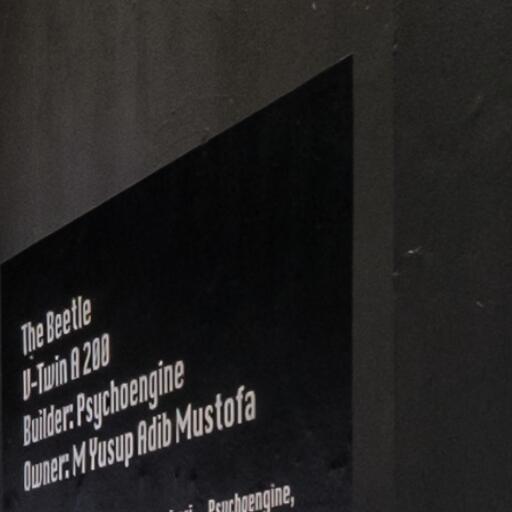 The Beetle
V-Twin A 200
Builder: Psychoengine
Owner: M Yusup Adib Mustofa
Psychoengine,